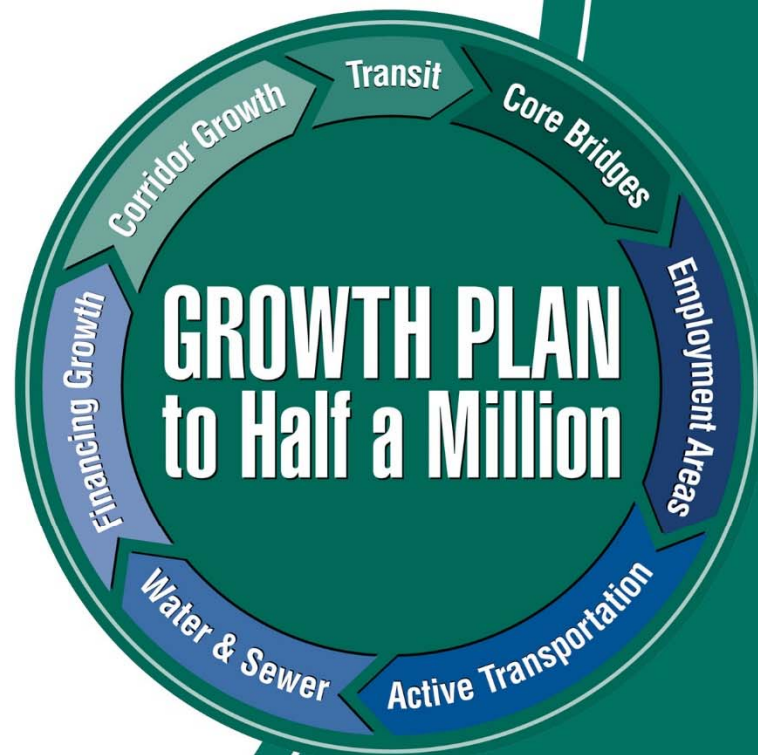 Transit
Core Bridges
Employment Areas
Active Transportation
Water & Sewer
Financing Growth
Corridor Growth
GROWTH PLAN
to Half a Million